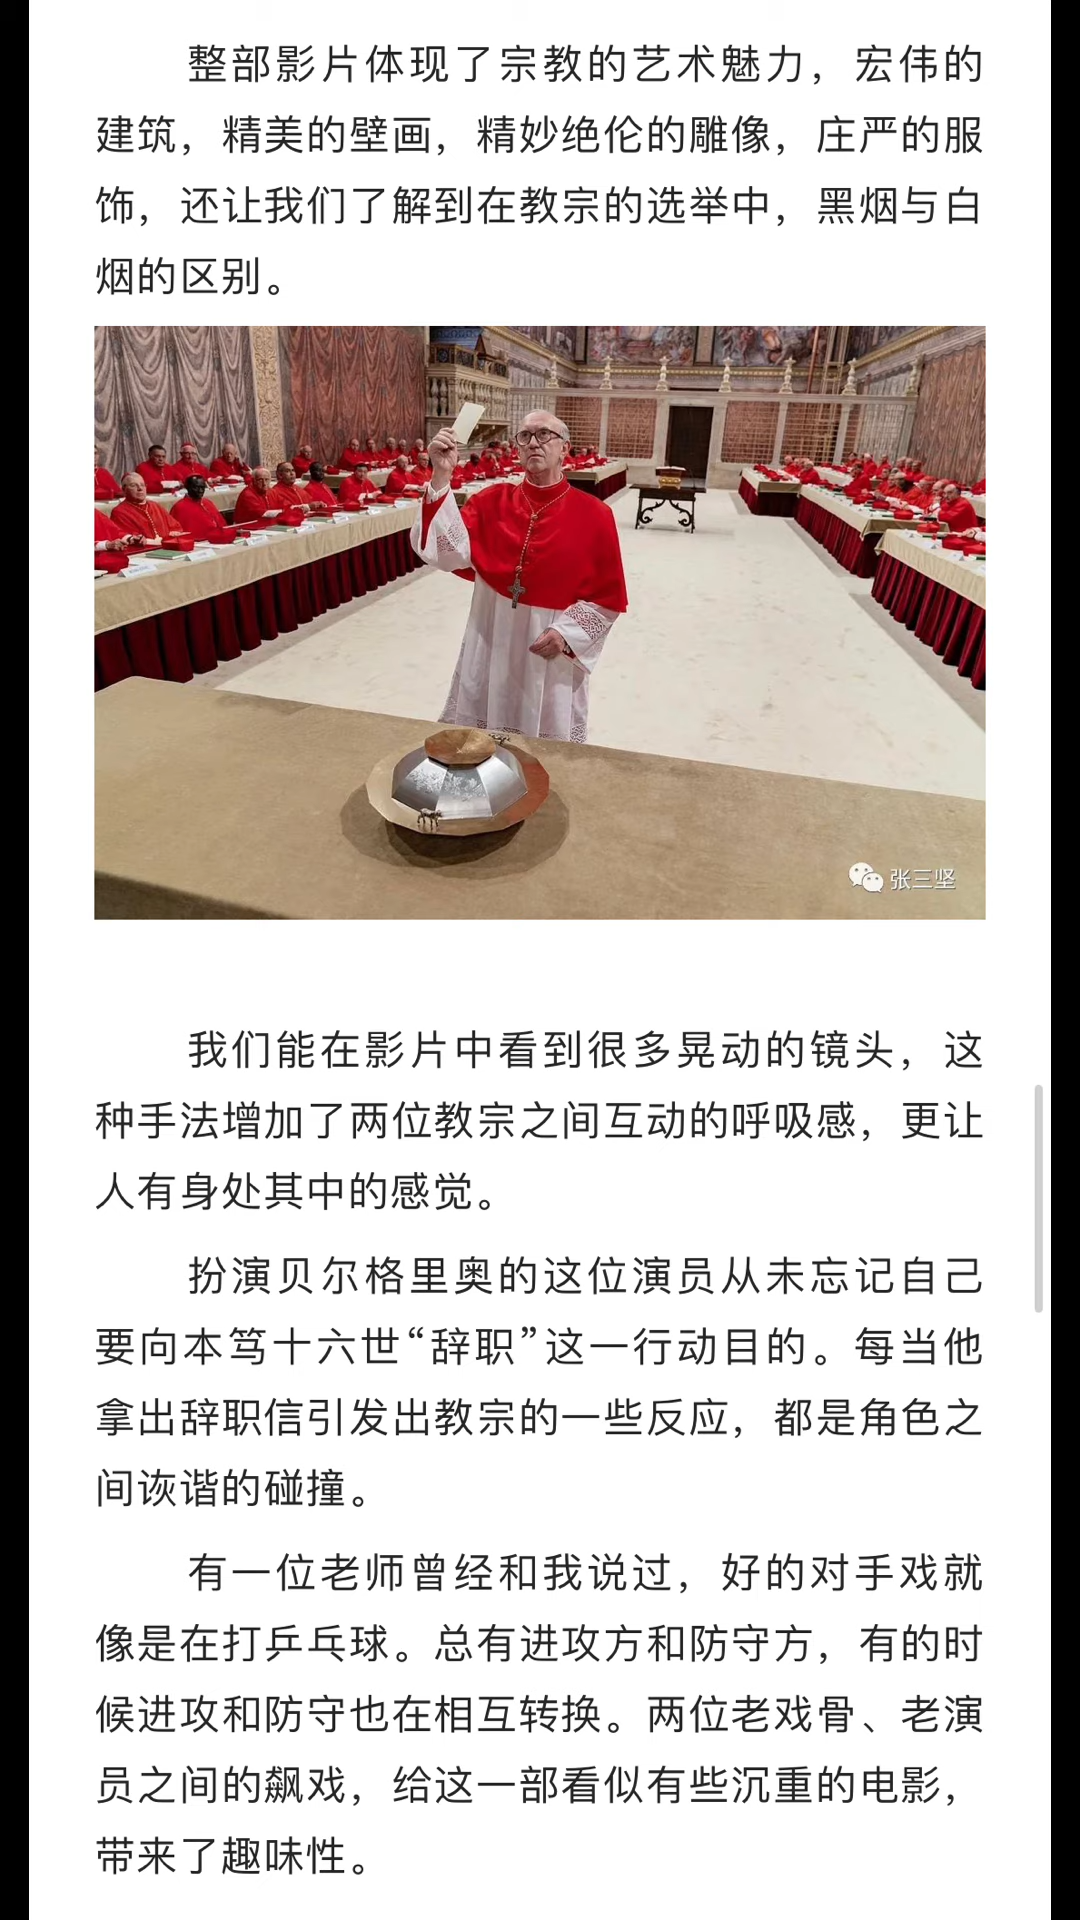 整部影片体现了宗教的艺术魅力，宏伟的
建筑，精美的壁画，精妙绝伦的雕像，庄严的服
饰，还让我们了解到在教宗的选举中，黑烟与白
烟的区别。
张三坚
我们能在影片中看到很多晃动的镜头，这
种手法增加了两位教宗之间互动的呼吸感，更让
人有身处其中的感觉。
扮演贝尔格里奥的这位演员从未忘记自己
要向本笃十六世“辞职”这一行动目的。每当他
拿出辞职信引发出教宗的一些反应，都是角色之
间诙谐的碰撞。
有一位老师曾经和我说过，好的对手戏就
像是在打乒乓球。总有进攻方和防守方，有的时
候进攻和防守也在相互转换。两位老戏骨、老演
员之间的飙戏，给这一部看似有些沉重的电影，
带来了趣味性。